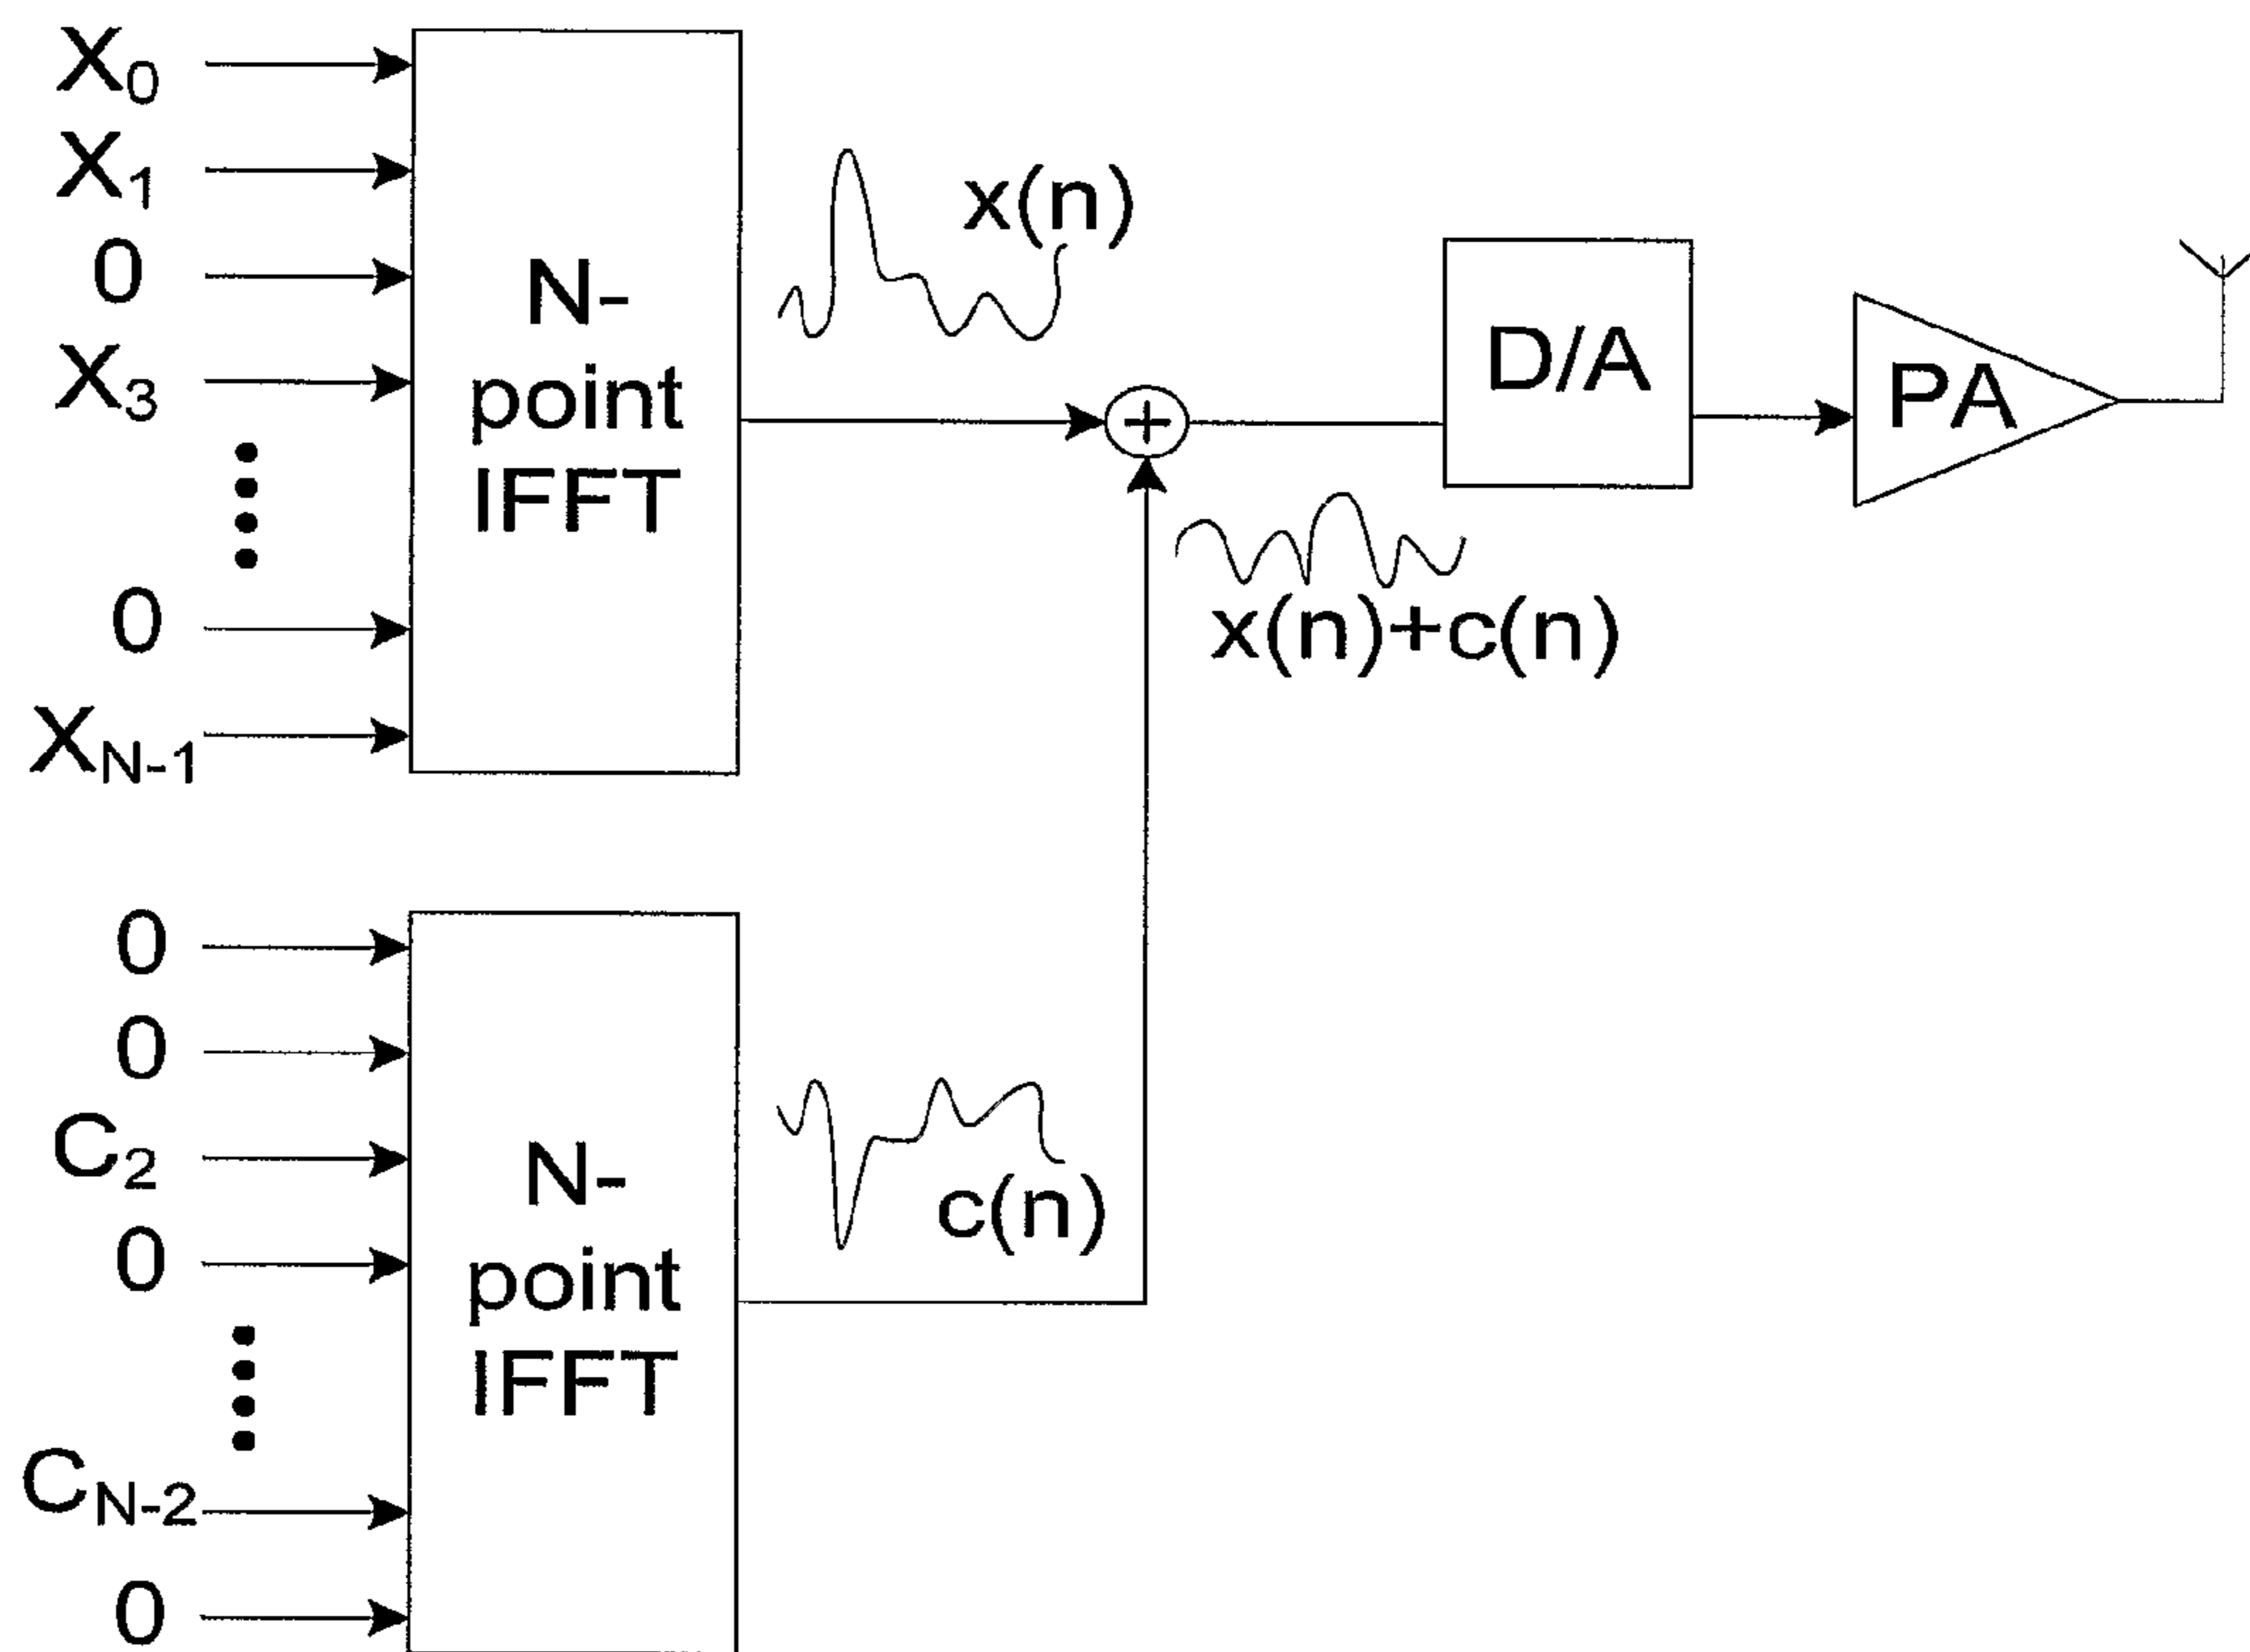 X0
X1
0
X3
0
XN-1
N-
point
IFFT
x(n)
D/A
PA
+
x(n)+c(n)
0
0
C2
0
CN-2
0
N-
point
IFFT
c(n)